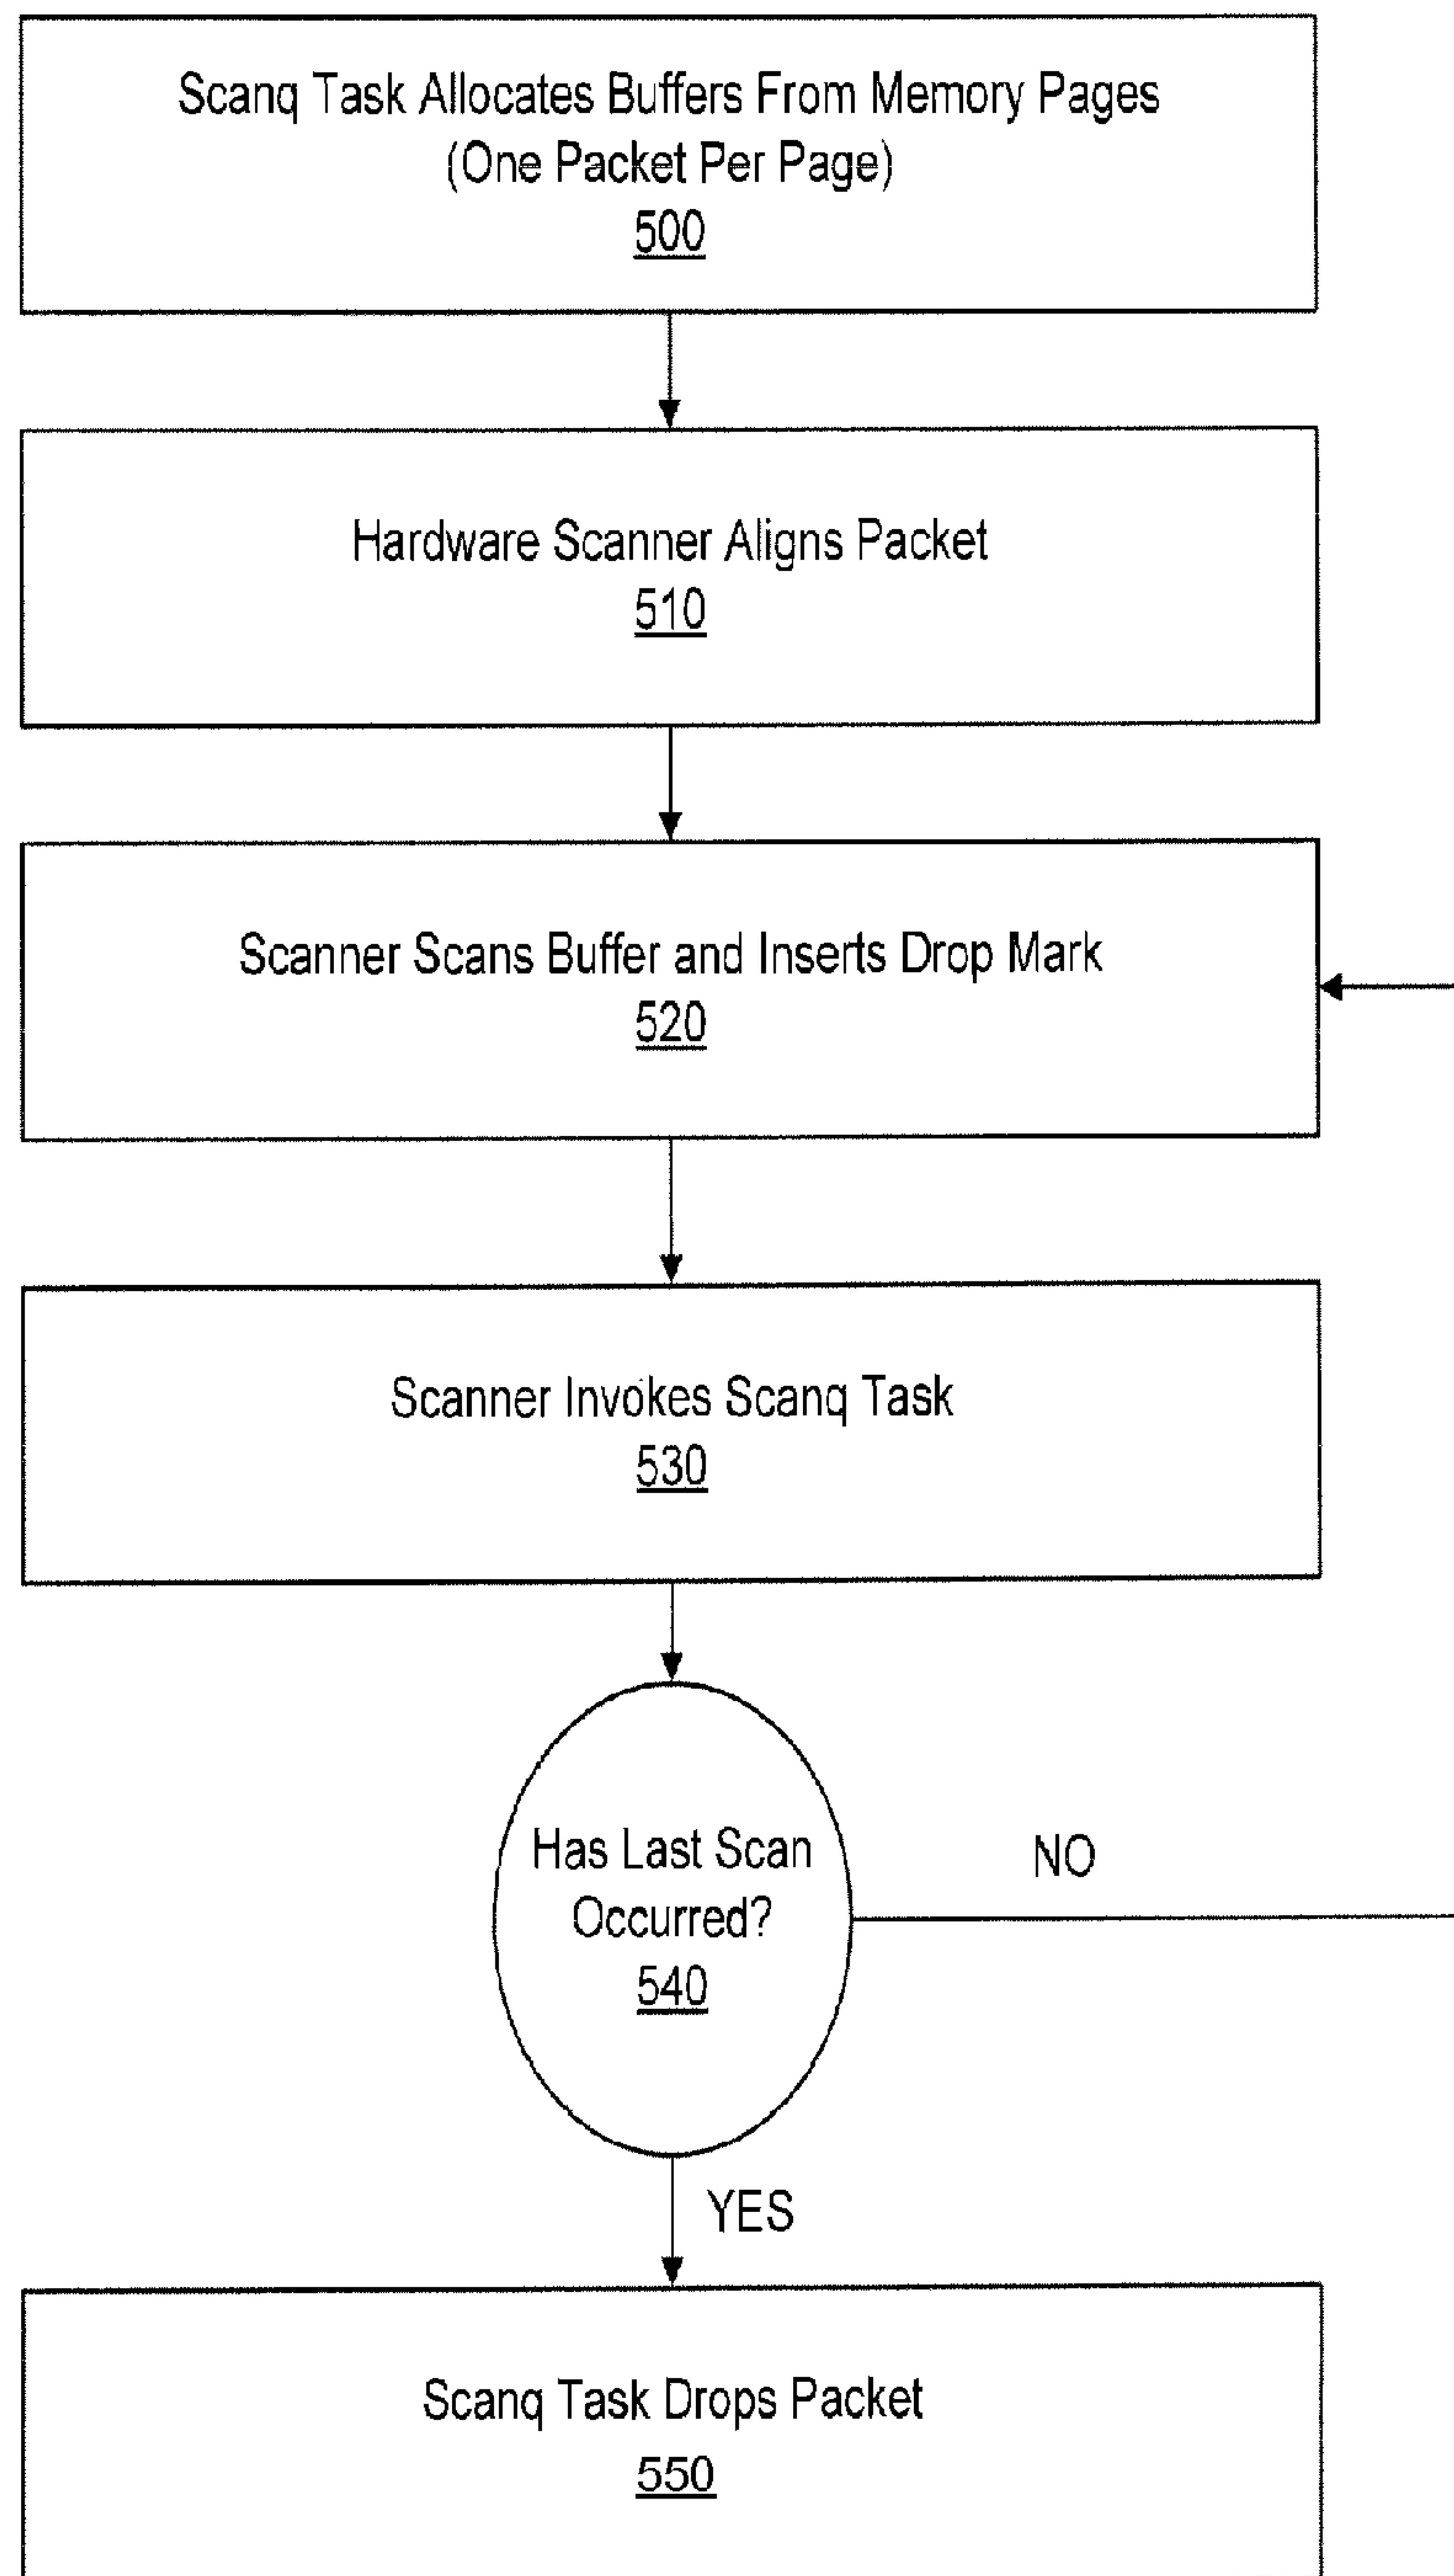 Scanq Task Allocates Buffers From Memory Pages
(One Packet Per Page)
500
Hardware Scanner Aligns Packet
510
Scanner Scans Buffer and Inserts Drop Mark
520
Scanner Invokes Scanq Task
530
Has Last Scan
Occurred?
540
NO
YES
Scanq Task Drops Packet
550